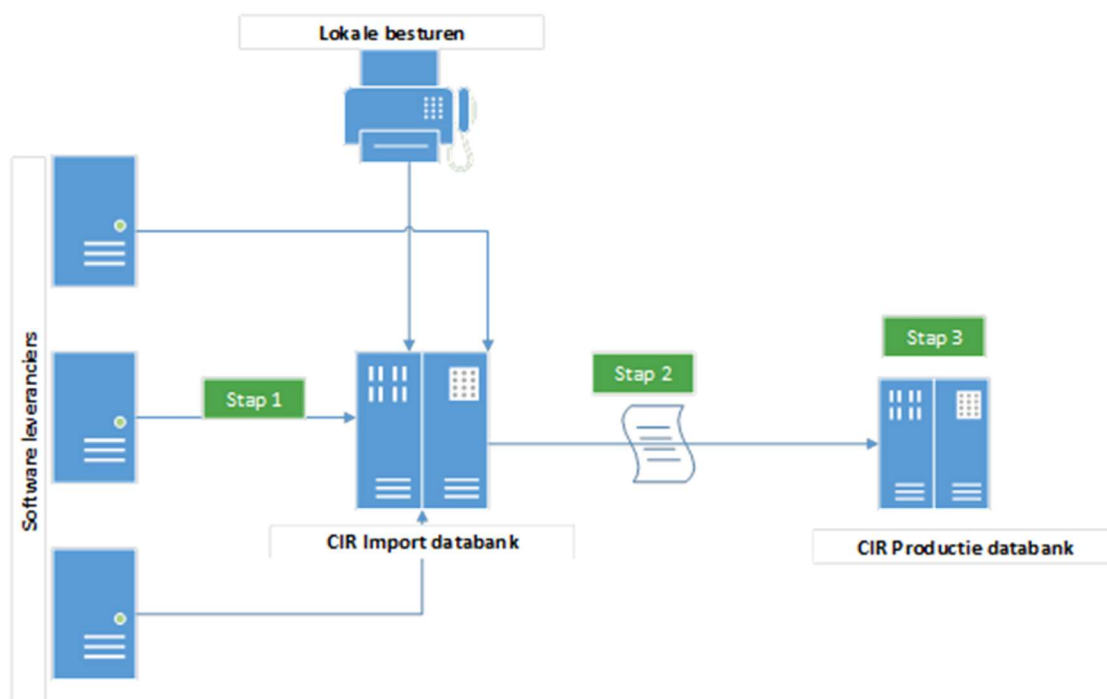 Lokale besturen
Software leveranciers
Stap 1
Stap 2
Stap 3
CIR Import databank
CIR Productie databank